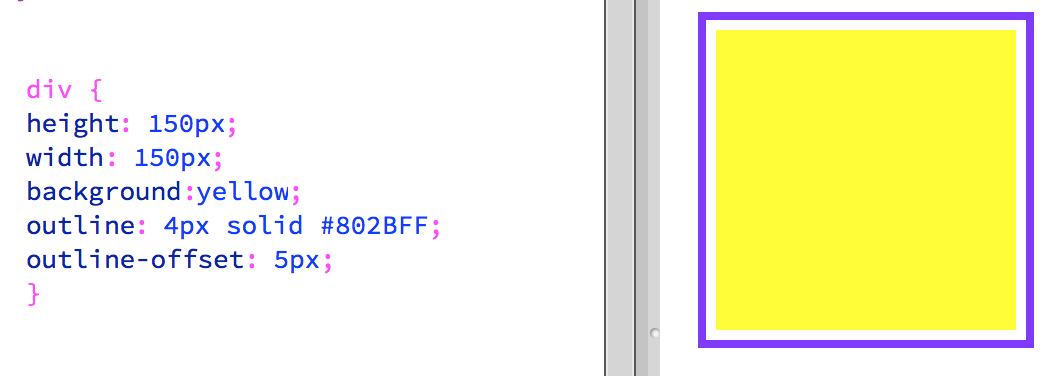 div {
height: 150px;
width: 150px;
background:yellow;
outline: 4px solid #802BFF;
outline-offset: 5px;
}